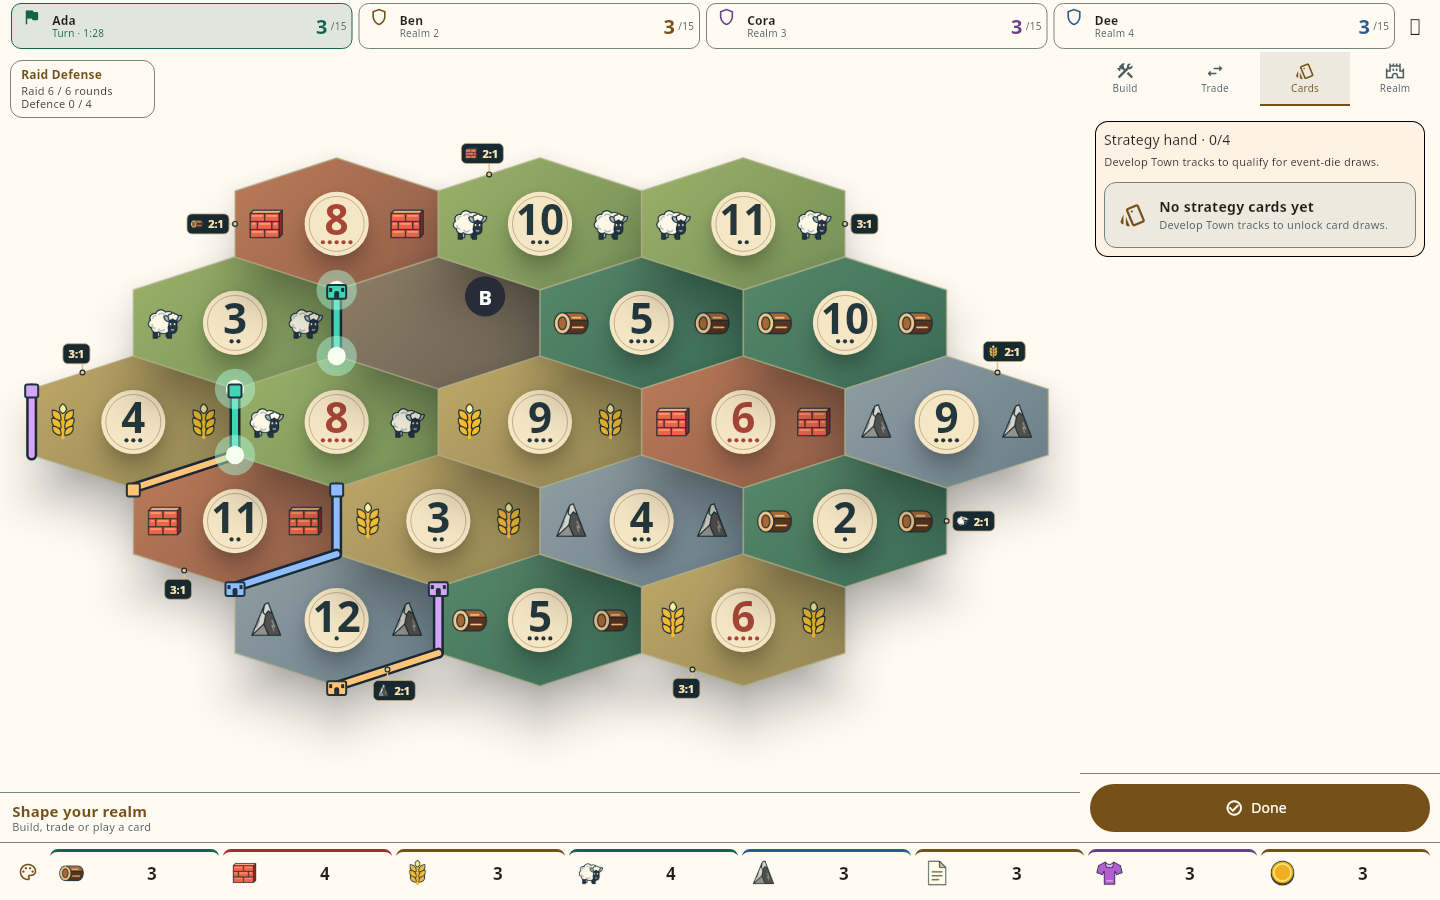 Ada
Turn · 1:28
3 /15
Ben
Realm 2
3 /15
Cora
Realm 3
3 /15
Dee
Realm 4
3 /15
Raid Defense
Raid 6 / 6 rounds
Defence 0 / 4
Build
Trade
Cards
Realm
Strategy hand · 0/4
Develop Town tracks to qualify for event-die draws.
No strategy cards yet
Develop Town tracks to unlock card draws.
2:1
2:1
8
10
11
3:1
3
B
5
10
3:1
2:1
4
8
9
6
9
11
3
4
2
2:1
3:1
12
5
6
2:1
3:1
Shape your realm
Build, trade or play a card
Done
3
4
3
4
3
3
3
3